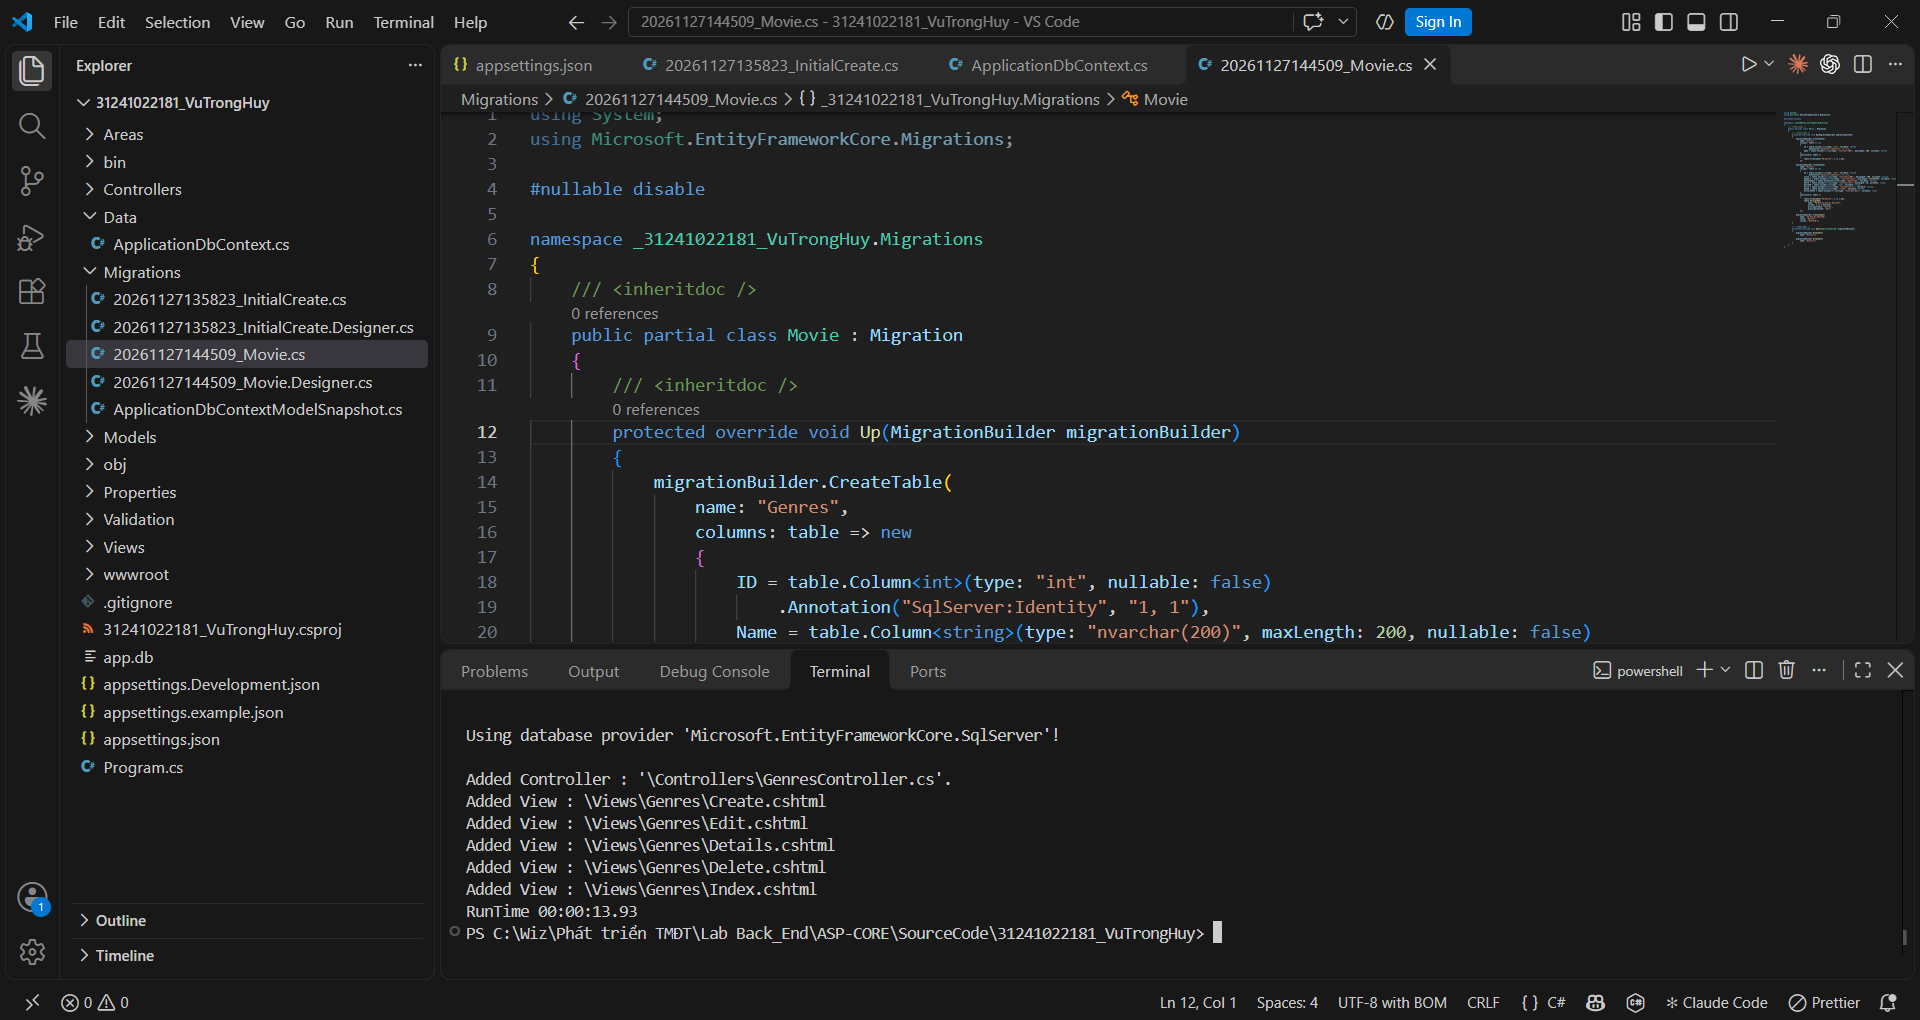 File Edit Selection View Go Run Terminal Help
20261127144509_Movie.cs - 31241022181_VuTrongHuy - VS Code
Sign In
Explorer
31241022181_VuTrongHuy
Areas
bin
Controllers
Data
ApplicationDbContext.cs
Migrations
20261127135823_InitialCreate.cs
20261127135823_InitialCreate.Designer.cs
20261127144509_Movie.cs
20261127144509_Movie.Designer.cs
ApplicationDbContextModelSnapshot.cs
Models
obj
Properties
Validation
Views
wwwroot
.gitignore
31241022181_VuTrongHuy.csproj
app.db
appsettings.Development.json
appsettings.example.json
appsettings.json
Program.cs
Outline
Timeline
1
appsettings.json 20261127135823_InitialCreate.cs ApplicationDbContext.cs 20261127144509_Movie.cs
Migrations > 20261127144509_Movie.cs > {} _31241022181_VuTrongHuy.Migrations > Movie
1 using System;
2 using Microsoft.EntityFrameworkCore.Migrations;
3
4 #nullable disable
5
6 namespace _31241022181_VuTrongHuy.Migrations
7 {
8 /// <inheritdoc />
0 references
9 public partial class Movie : Migration
10 {
11 /// <inheritdoc />
0 references
12 protected override void Up(MigrationBuilder migrationBuilder)
13 {
14 migrationBuilder.CreateTable(
15 name: "Genres",
16 columns: table => new
17 {
18 ID = table.Column<int>(type: "int", nullable: false)
19 .Annotation("SqlServer:Identity", "1, 1"),
20 Name = table.Column<string>(type: "nvarchar(200)", maxLength: 200, nullable: false)
Problems Output Debug Console Terminal Ports
powershell
Using database provider 'Microsoft.EntityFrameworkCore.SqlServer'!
Added Controller : '\Controllers\GenresController.cs'.
Added View : \Views\Genres\Create.cshtml
Added View : \Views\Genres\Edit.cshtml
Added View : \Views\Genres\Details.cshtml
Added View : \Views\Genres\Delete.cshtml
Added View : \Views\Genres\Index.cshtml
RunTime 00:00:13.93
PS C:\Wiz\Phát triển TMĐT\Lab Back_End\ASP-CORE\SourceCode\31241022181_VuTrongHuy>
0 0 Ln 12, Col 1 Spaces: 4 UTF-8 with BOM CRLF {} C# Claude Code Prettier